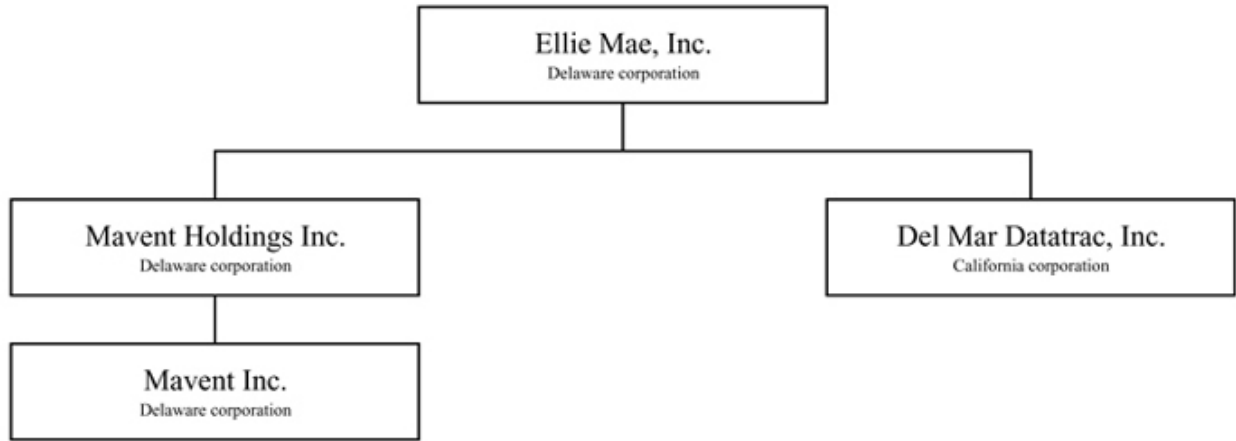 Ellie Mae, Inc.
Delaware corporation
Mavent Holdings Inc.
Delaware corporation
Del Mar Datatrac, Inc.
California corporation
Mavent Inc.
Delaware corporation